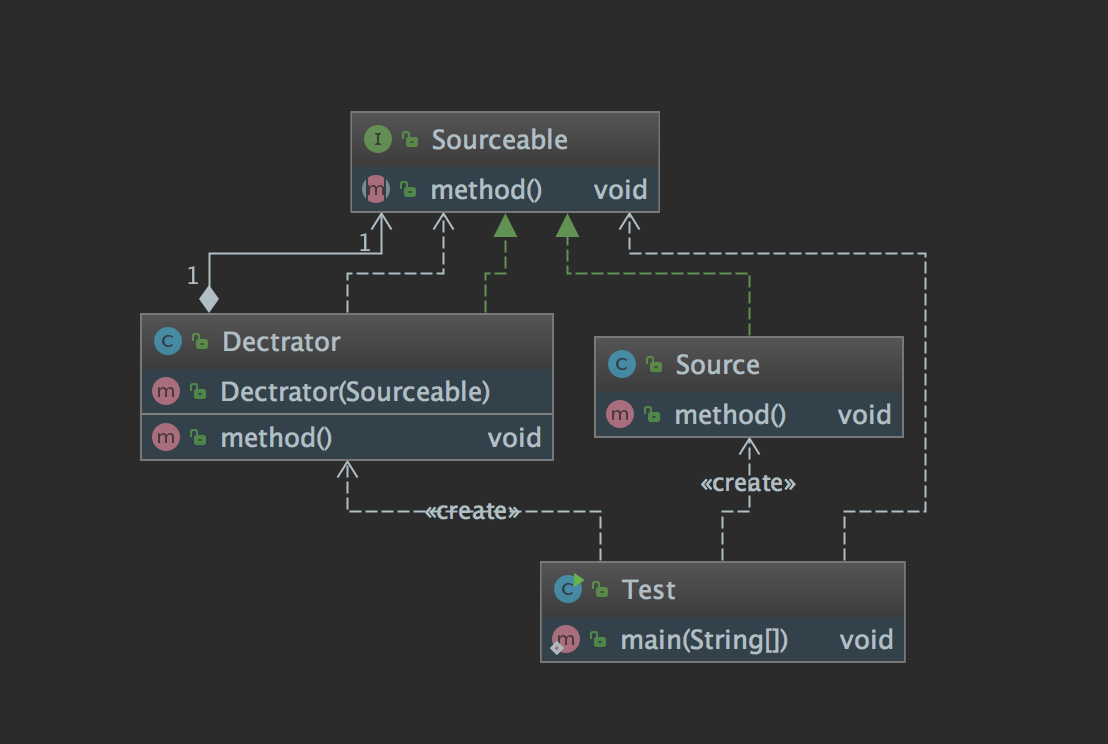 I Sourceable
m method() void
1
1
C Dectrator
m Dectrator(Sourceable)
m method() void
C Source
m method() void
«create»
«create»
C Test
m main(String[]) void